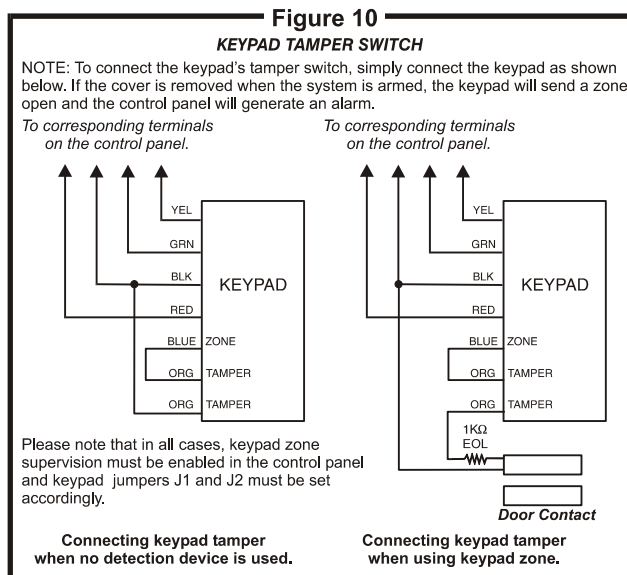 Figure 10
KEYPAD TAMPER SWITCH
NOTE: To connect the keypad's tamper switch, simply connect the keypad as shown
below. If the cover is removed when the system is armed, the keypad will send a zone
open and the control panel will generate an alarm.
To corresponding terminals
on the control panel.
YEL
GRN
BLK
KEYPAD
RED
BLUE ZONE
ORG TAMPER
ORG TAMPER
Please note that in all cases, keypad zone
supervision must be enabled in the control panel
and keypad jumpers J1 and J2 must be set
accordingly.
Connecting keypad tamper
when no detection device is used.
To corresponding terminals
on the control panel.
YEL
GRN
BLK
KEYPAD
RED
BLUE ZONE
ORG TAMPER
ORG TAMPER
1KΩ
EOL
Door Contact
Connecting keypad tamper
when using keypad zone.